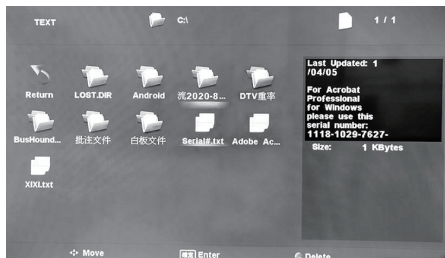 TEXT
C:\
1 / 1
Return
LOST.DIR
Android
2020-8...
DTV重率
BusHound...
批注文件
白板文件
Serial#.txt
Adobe Ac...
XIXI.txt
Last Updated: 1
/04/05
For Acrobat
Professional
for Windows
please use this
serial number:
1118-1029-7627-
Size: 1 KBytes
Move
Enter
Delete